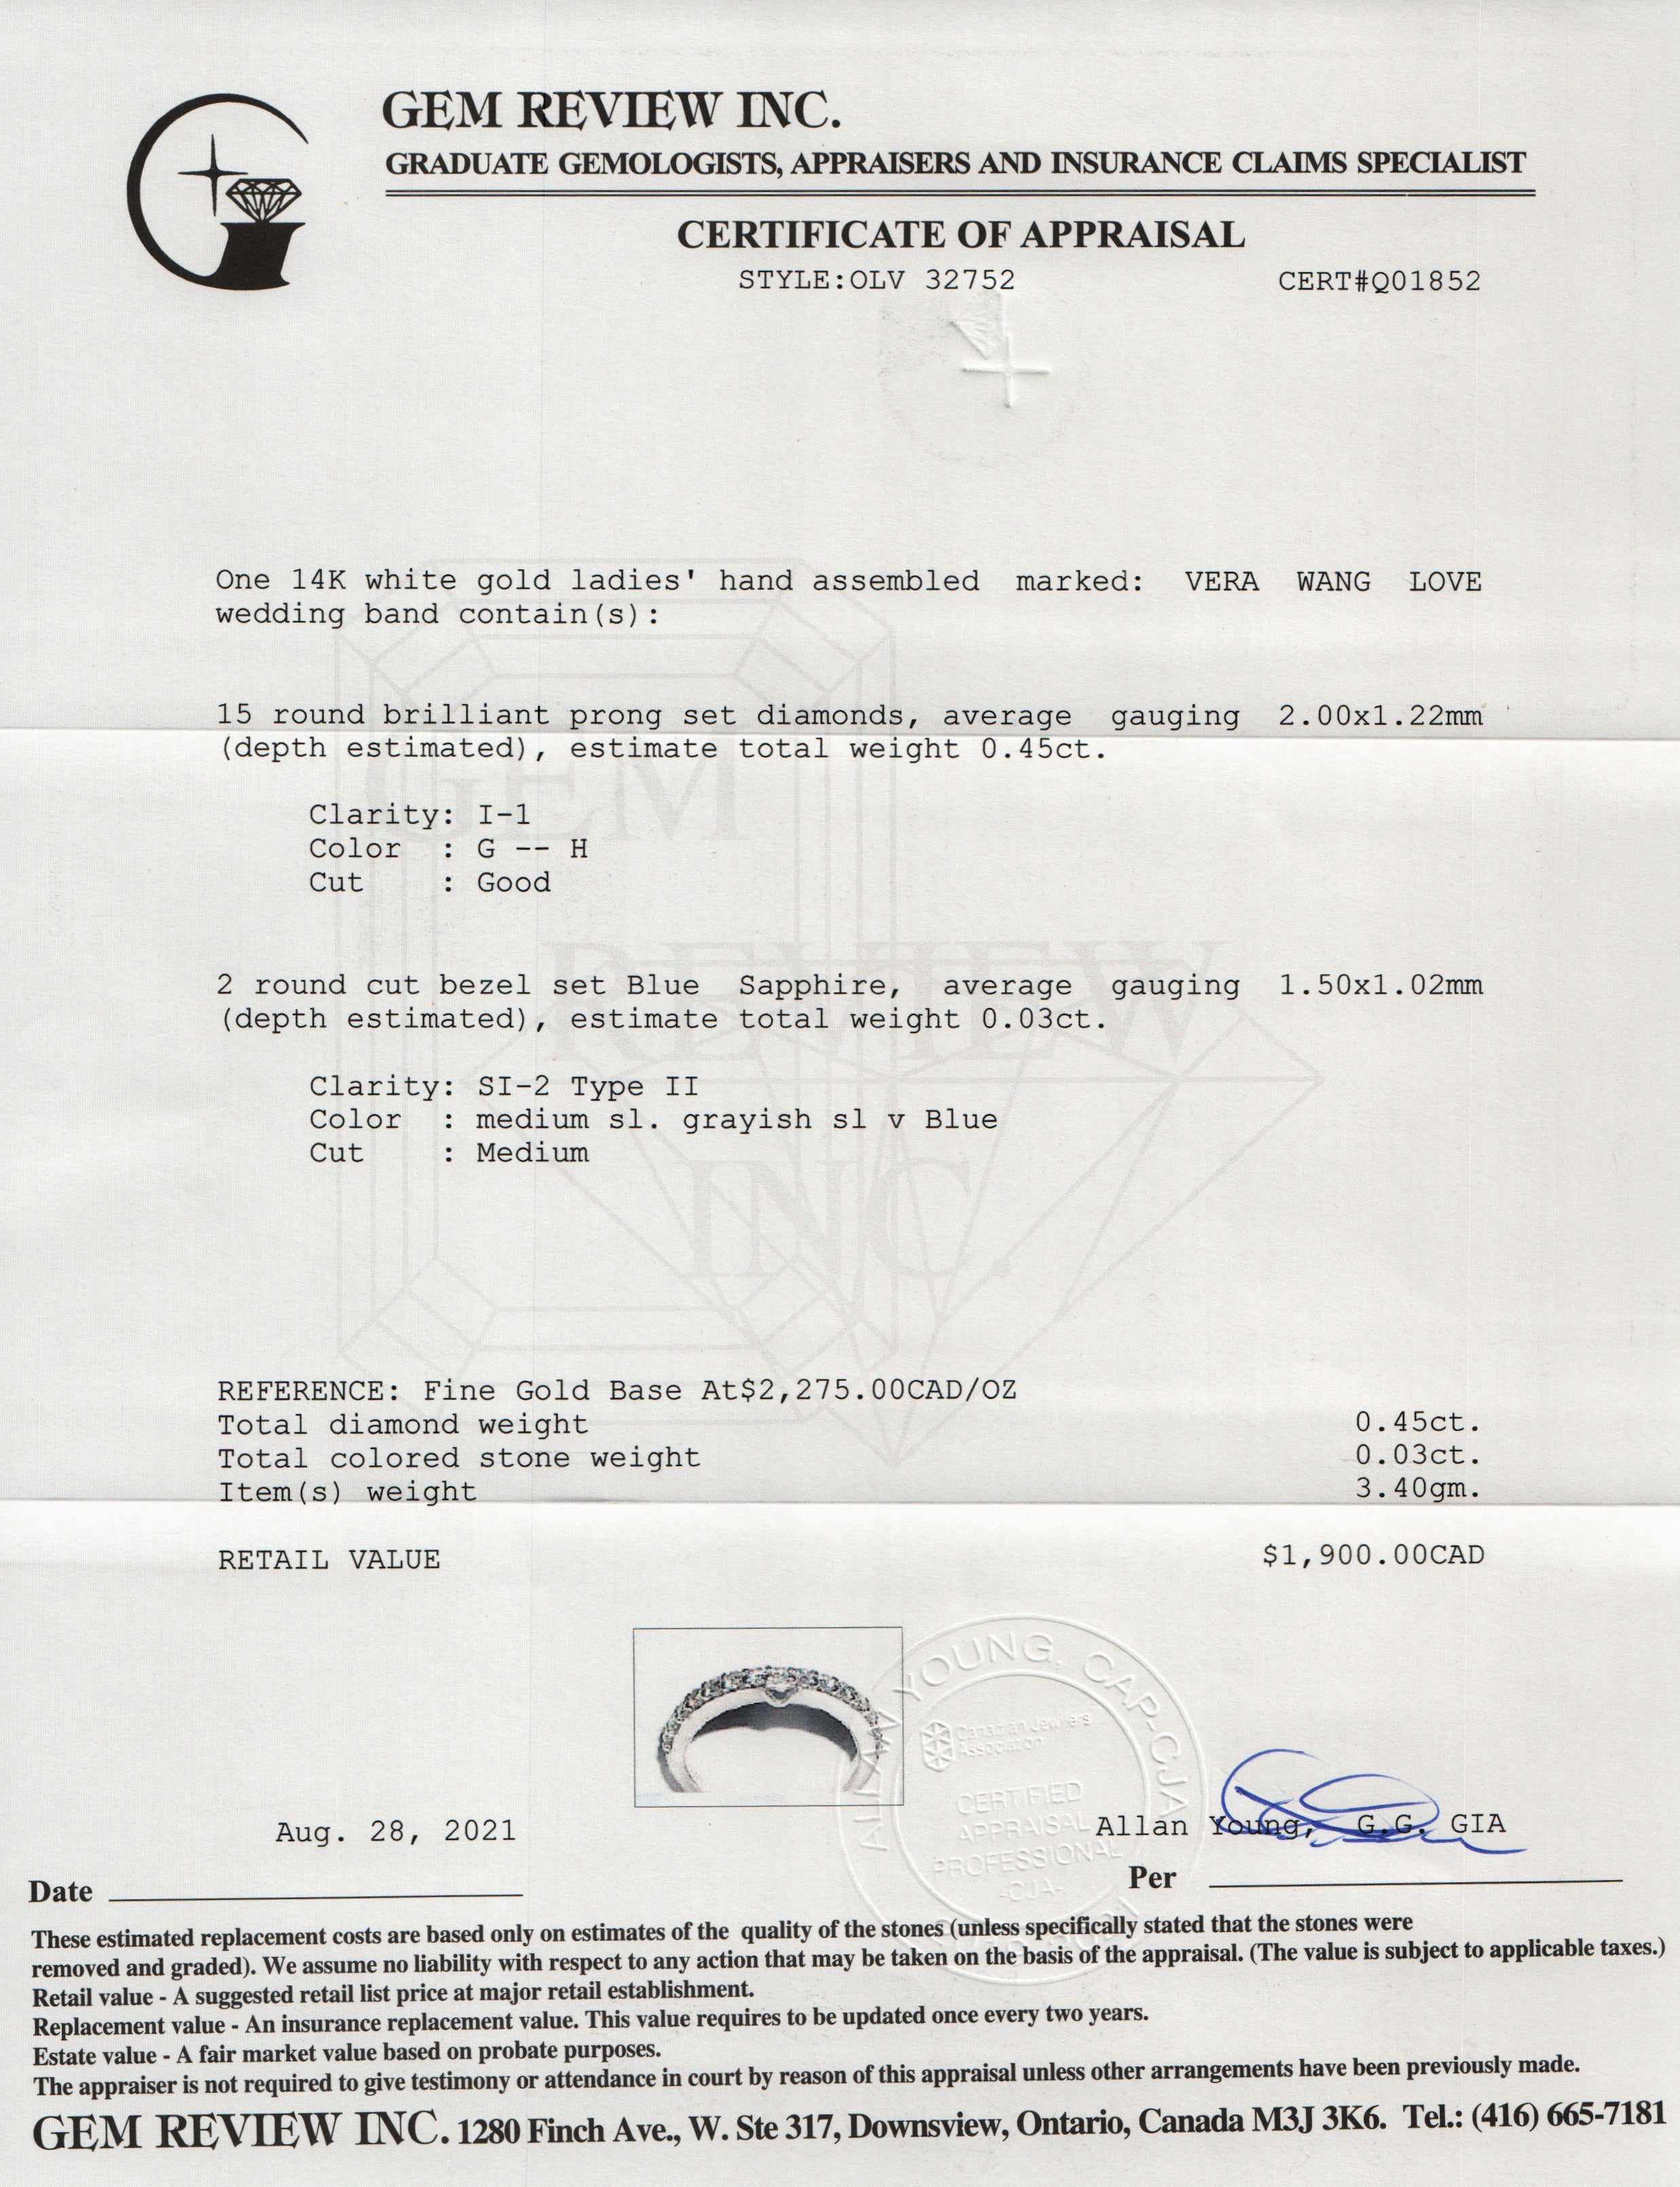 GEM REVIEW INC.
GRADUATE GEMOLOGISTS, APPRAISERS AND INSURANCE CLAIMS SPECIALIST
CERTIFICATE OF APPRAISAL
STYLE:OLV 32752 CERT#Q01852
One 14K white gold ladies' hand assembled marked: VERA WANG LOVE
wedding band contain(s):
15 round brilliant prong set diamonds, average gauging 2.00x1.22mm
(depth estimated), estimate total weight 0.45ct.
GEM
Clarity: I-1
Color : G -- H
Cut : Good
REVIEW
2 round cut bezel set Blue Sapphire, average gauging 1.50x1.02mm
(depth estimated), estimate total weight 0.03ct.
Clarity: SI-2 Type II
Color : medium sl. grayish sl v Blue
Cut : Medium
INC.
REFERENCE: Fine Gold Base At$2,275.00CAD/OZ
Total diamond weight 0.45ct.
Total colored stone weight 0.03ct.
Item(s) weight 3.40gm.
RETAIL VALUE $1,900.00CAD
ALLAN YOUNG, CAP-CJA
Canadian Jewellers
Association
CERTIFIED
APPRAISAL
PROFESSIONAL
-CJA-
Aug. 28, 2021 Allan Young, G.G. GIA
Date Per
These estimated replacement costs are based only on estimates of the quality of the stones (unless specifically stated that the stones were
removed and graded). We assume no liability with respect to any action that may be taken on the basis of the appraisal. (The value is subject to applicable taxes.)
Retail value - A suggested retail list price at major retail establishment.
Replacement value - An insurance replacement value. This value requires to be updated once every two years.
Estate value - A fair market value based on probate purposes.
The appraiser is not required to give testimony or attendance in court by reason of this appraisal unless other arrangements have been previously made.
GEM REVIEW INC. 1280 Finch Ave., W. Ste 317, Downsview, Ontario, Canada M3J 3K6. Tel.: (416) 665-7181